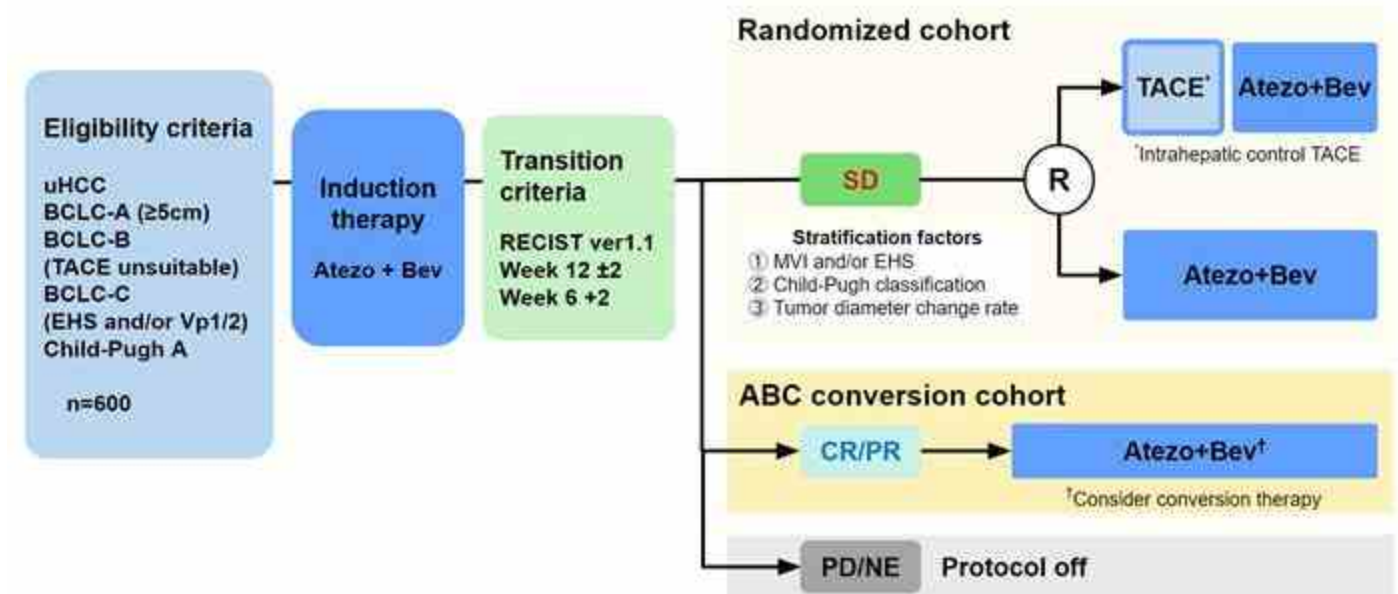 Eligibility criteria
uHCC
BCLC-A (≥5cm)
BCLC-B
(TACE unsuitable)
BCLC-C
(EHS and/or Vp1/2)
Child-Pugh A
n=600
Induction
therapy
Atezo + Bev
Transition
criteria
RECIST ver1.1
Week 12 ±2
Week 6 +2
Randomized cohort
SD
Stratification factors
① MVI and/or EHS
② Child-Pugh classification
③ Tumor diameter change rate
R
TACE*
Atezo+Bev
*Intrahepatic control TACE
Atezo+Bev
ABC conversion cohort
CR/PR
Atezo+Bev†
†Consider conversion therapy
PD/NE
Protocol off